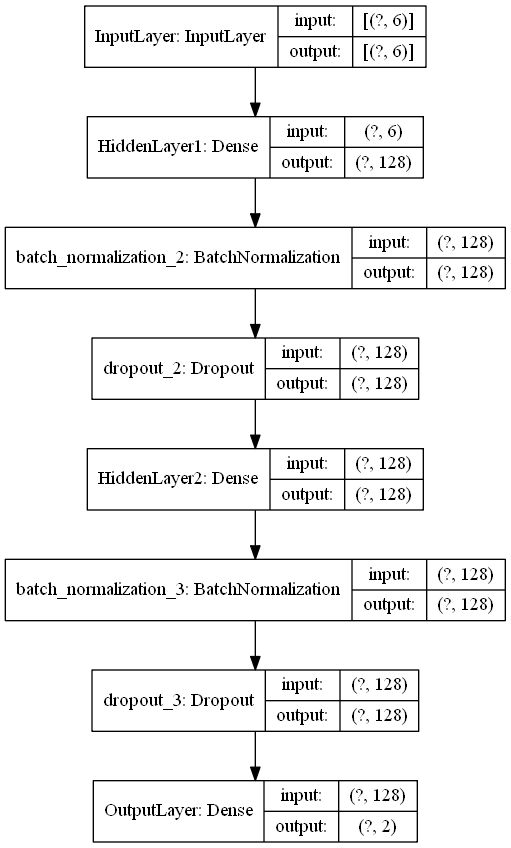 InputLayer: InputLayer
input: [(?, 6)]
output: [(?, 6)]
HiddenLayer1: Dense
input: (?, 6)
output: (?, 128)
batch_normalization_2: BatchNormalization
input: (?, 128)
output: (?, 128)
dropout_2: Dropout
input: (?, 128)
output: (?, 128)
HiddenLayer2: Dense
input: (?, 128)
output: (?, 128)
batch_normalization_3: BatchNormalization
input: (?, 128)
output: (?, 128)
dropout_3: Dropout
input: (?, 128)
output: (?, 128)
OutputLayer: Dense
input: (?, 128)
output: (?, 2)